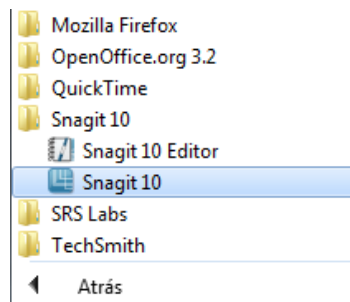 Mozilla Firefox
OpenOffice.org 3.2
QuickTime
Snagit 10
Snagit 10 Editor
Snagit 10
SRS Labs
TechSmith
Atrás